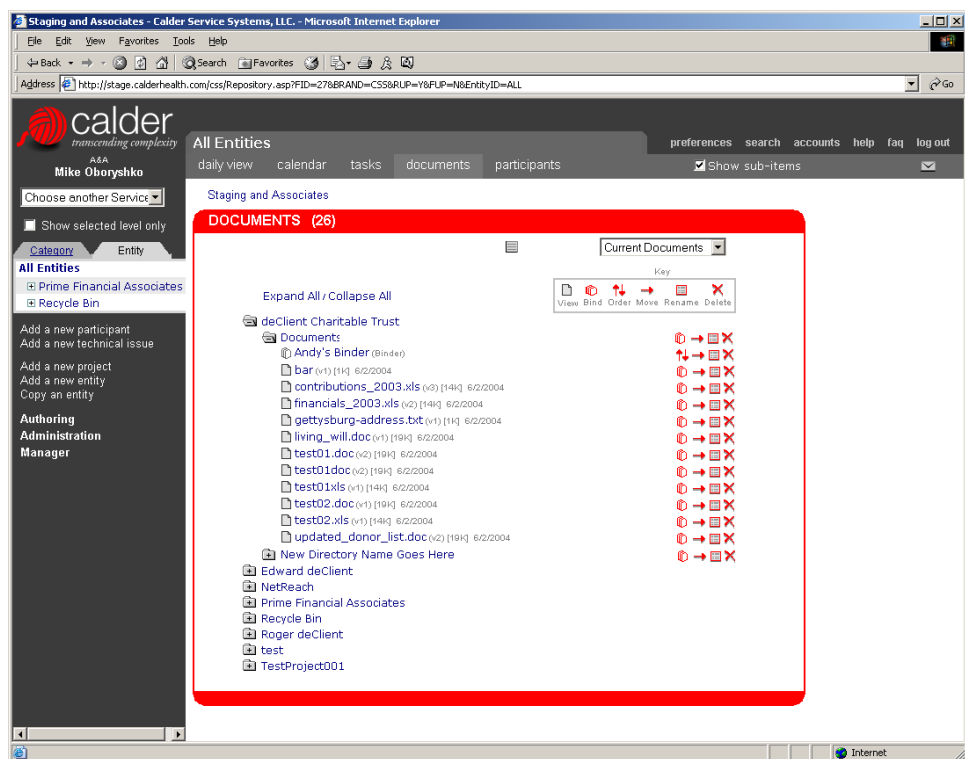 Staging and Associates - Calder Service Systems, LLC. - Microsoft Internet Explorer
File Edit View Favorites Tools Help
Back Search Favorites
Address http://stage.calderhealth.com/css/Repository.asp?FID=27&BRAND=CSS&RUP=Y&FUP=N&EntityID=ALL Go
calder
transcending complexity
A&A
Mike Oboryshko
All Entities
preferences search accounts help faq log out
daily view calendar tasks documents participants Show sub-items
Choose another Service
Show selected level only
Category Entity
All Entities
Prime Financial Associates
Recycle Bin
Add a new participant
Add a new technical issue
Add a new project
Add a new entity
Copy an entity
Authoring
Administration
Manager
Staging and Associates
DOCUMENTS (26)
Current Documents
Key
View Bind Order Move Rename Delete
Expand All / Collapse All
deClient Charitable Trust
Documents
Andy's Binder (Binder)
bar (v1) [1K] 6/2/2004
contributions_2003.xls (v3) [14K] 6/2/2004
financials_2003.xls (v2) [14K] 6/2/2004
gettysburg-address.txt (v1) [1K] 6/2/2004
living_will.doc (v1) [19K] 6/2/2004
test01.doc (v2) [19K] 6/2/2004
test01doc (v2) [19K] 6/2/2004
test01xls (v1) [14K] 6/2/2004
test02.doc (v1) [19K] 6/2/2004
test02.xls (v1) [14K] 6/2/2004
updated_donor_list.doc (v2) [19K] 6/2/2004
New Directory Name Goes Here
Edward deClient
NetReach
Prime Financial Associates
Recycle Bin
Roger deClient
test
TestProject001
Internet